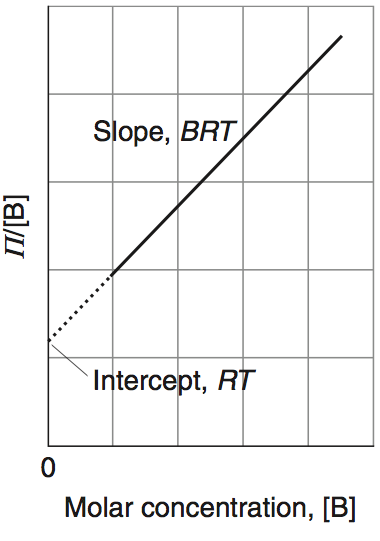 Slope, BRT
Π/[B]
Intercept, RT
0
Molar concentration, [B]